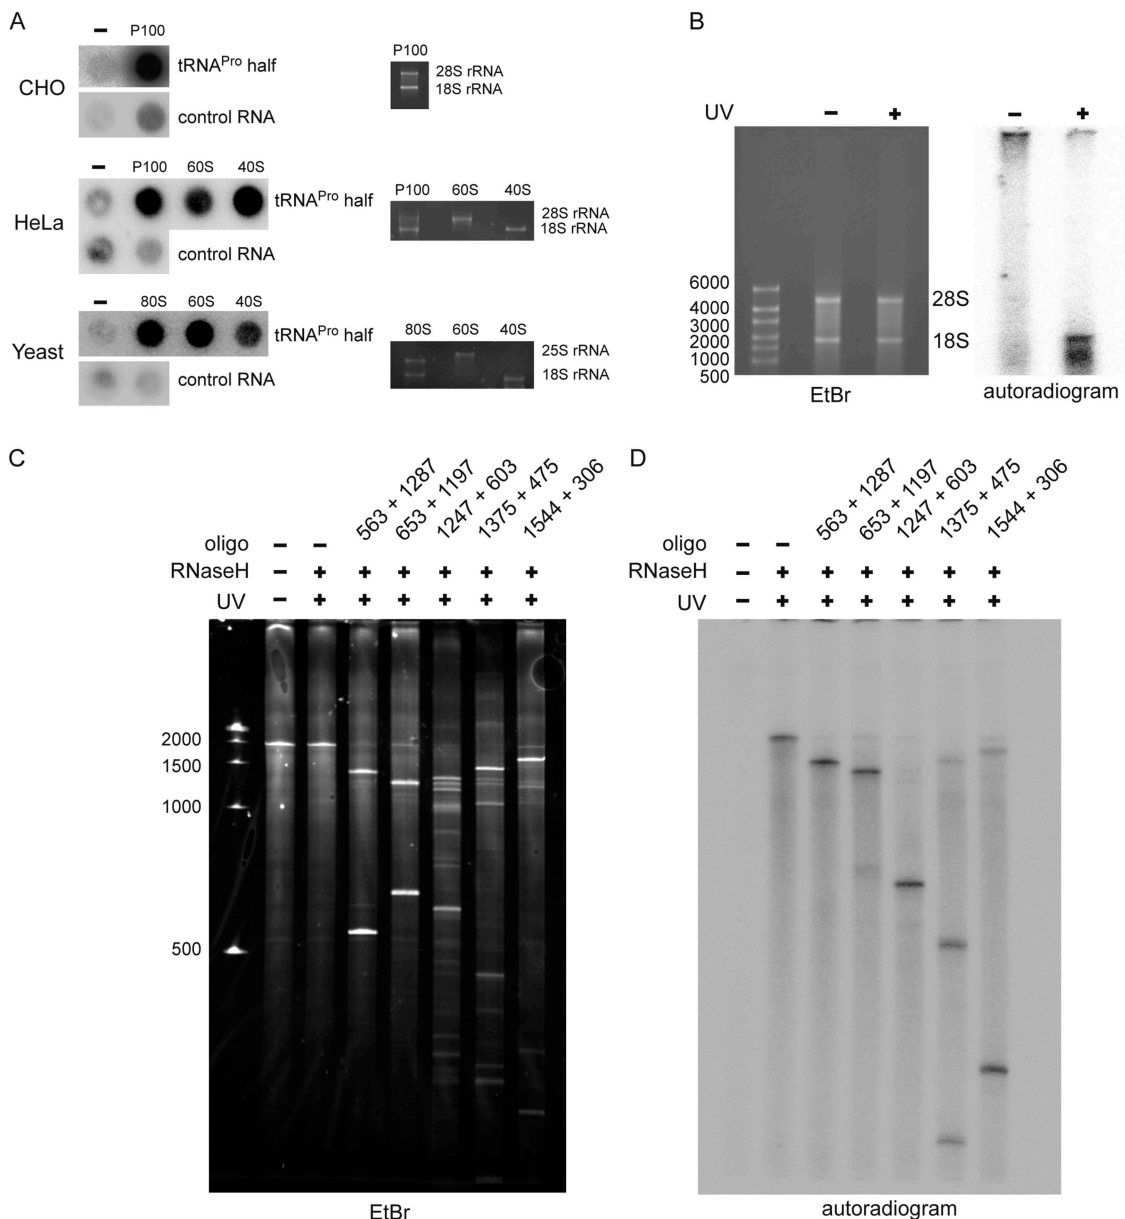 A
− P100
tRNAPro half
CHO
control RNA
P100
28S rRNA
18S rRNA
− P100 60S 40S
tRNAPro half
HeLa
control RNA
P100 60S 40S
28S rRNA
18S rRNA
− 80S 60S 40S
tRNAPro half
Yeast
control RNA
80S 60S 40S
25S rRNA
18S rRNA
B
UV − + − +
6000
4000
3000
2000
1000
500
28S
18S
EtBr
autoradiogram
C
563 + 1287
653 + 1197
1247 + 603
1375 + 475
1544 + 306
oligo − −
RNaseH − + + + + + +
UV − + + + + + +
2000
1500
1000
500
EtBr
D
563 + 1287
653 + 1197
1247 + 603
1375 + 475
1544 + 306
oligo − −
RNaseH − + + + + + +
UV − + + + + + +
autoradiogram